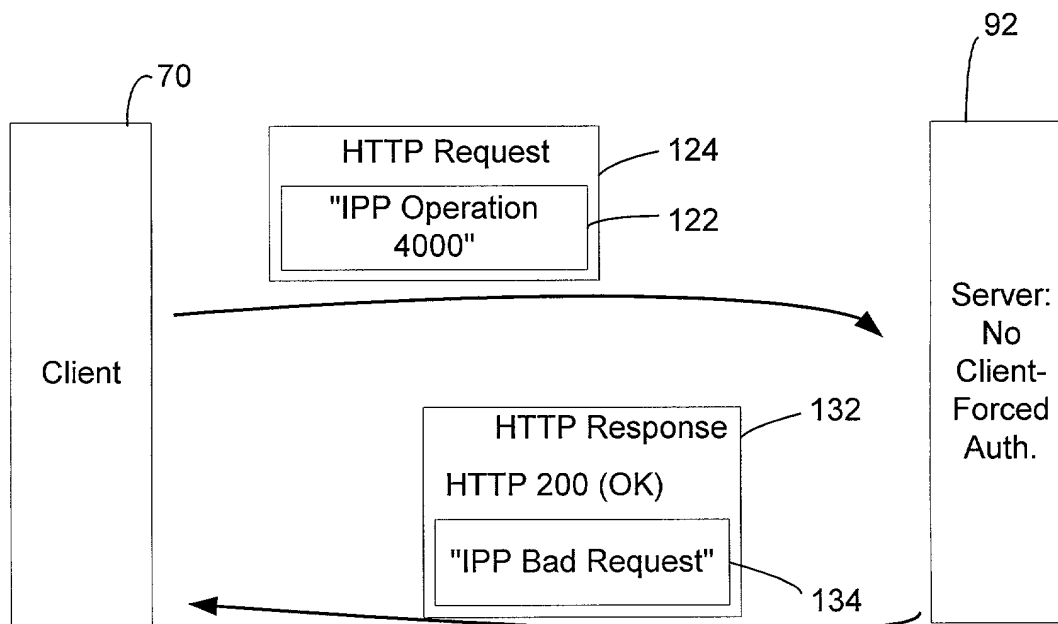 92
70
HTTP Request
124
"IPP Operation
4000"
122
Client
Server:
No
Client-
Forced
Auth.
HTTP Response
132
HTTP 200 (OK)
"IPP Bad Request"
134